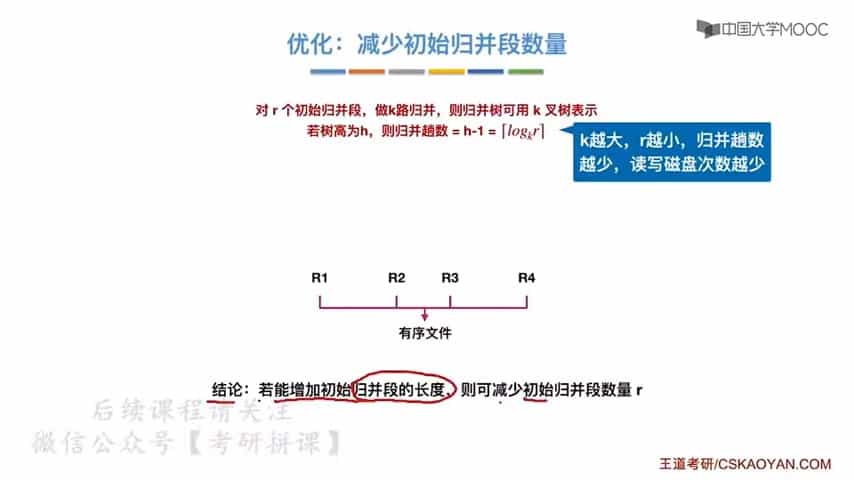 中国大学MOOC
优化：减少初始归并段数量
对 r 个初始归并段，做k路归并，则归并树可用 k 叉树表示
若树高为h，则归并趟数 = h-1 = ⌈logₖr⌉
k越大，r越小，归并趟数
越少，读写磁盘次数越少
R1 R2 R3 R4
有序文件
结论：若能增加初始归并段的长度，则可减少初始归并段数量 r
后续课程请关注
微信公众号【考研拼课】
王道考研/CSKAOYAN.COM